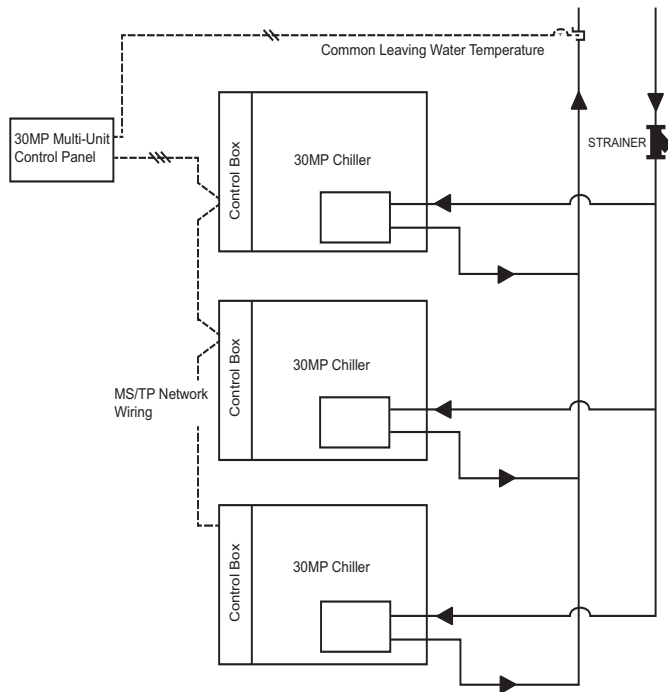 Common Leaving Water Temperature
30MP Multi-Unit
Control Panel
STRAINER
Control Box
30MP Chiller
Control Box
30MP Chiller
MS/TP Network
Wiring
Control Box
30MP Chiller